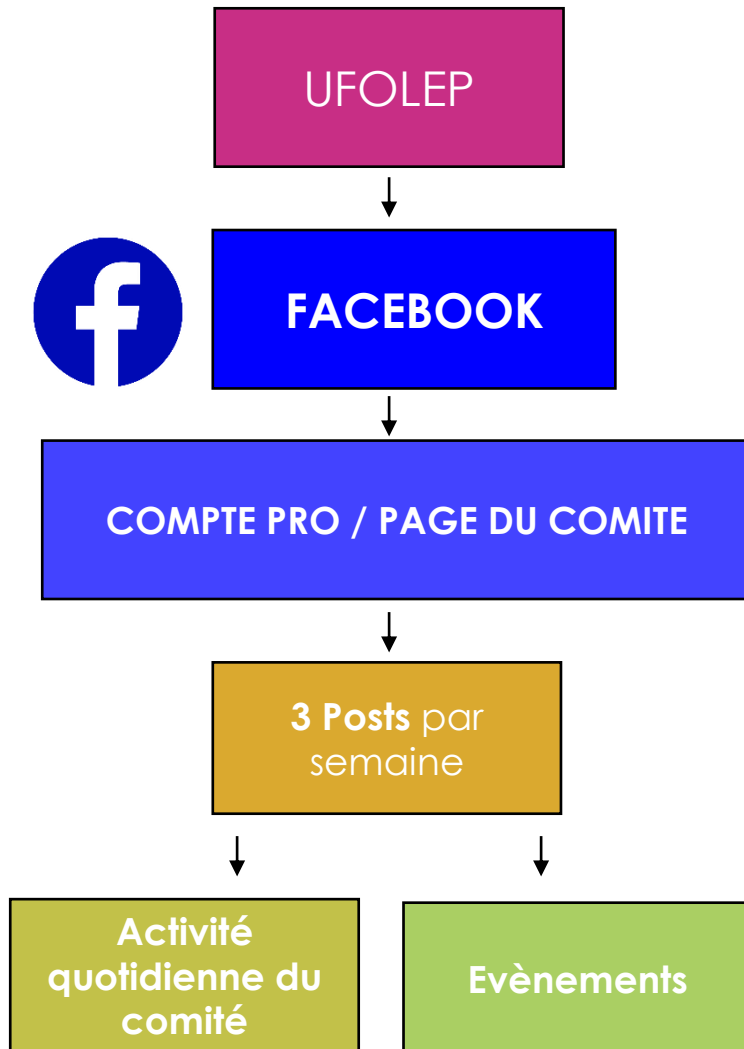 UFOLEP
FACEBOOK
COMPTE PRO / PAGE DU COMITE
3 Posts par
semaine
Activité
quotidienne du
comité
Evènements